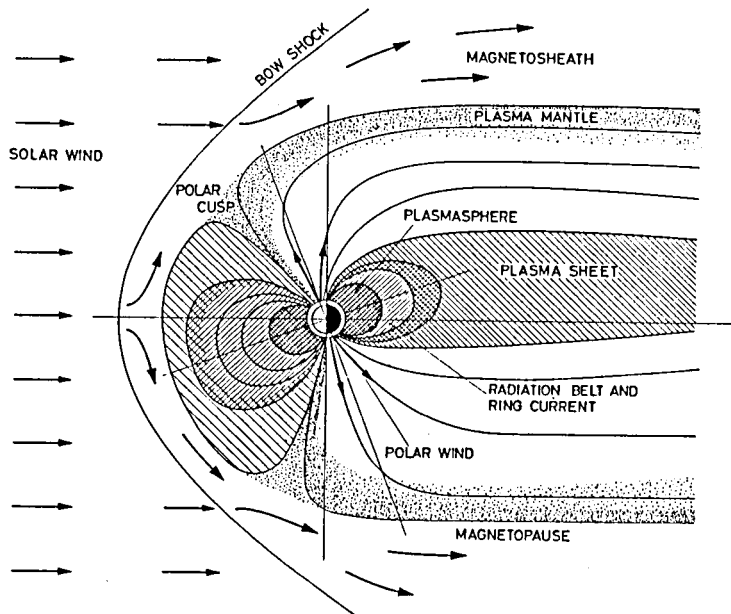 BOW SHOCK
MAGNETOSHEATH
PLASMA MANTLE
SOLAR WIND
POLAR
CUSP
PLASMASPHERE
PLASMA SHEET
RADIATION BELT AND
RING CURRENT
POLAR WIND
MAGNETOPAUSE